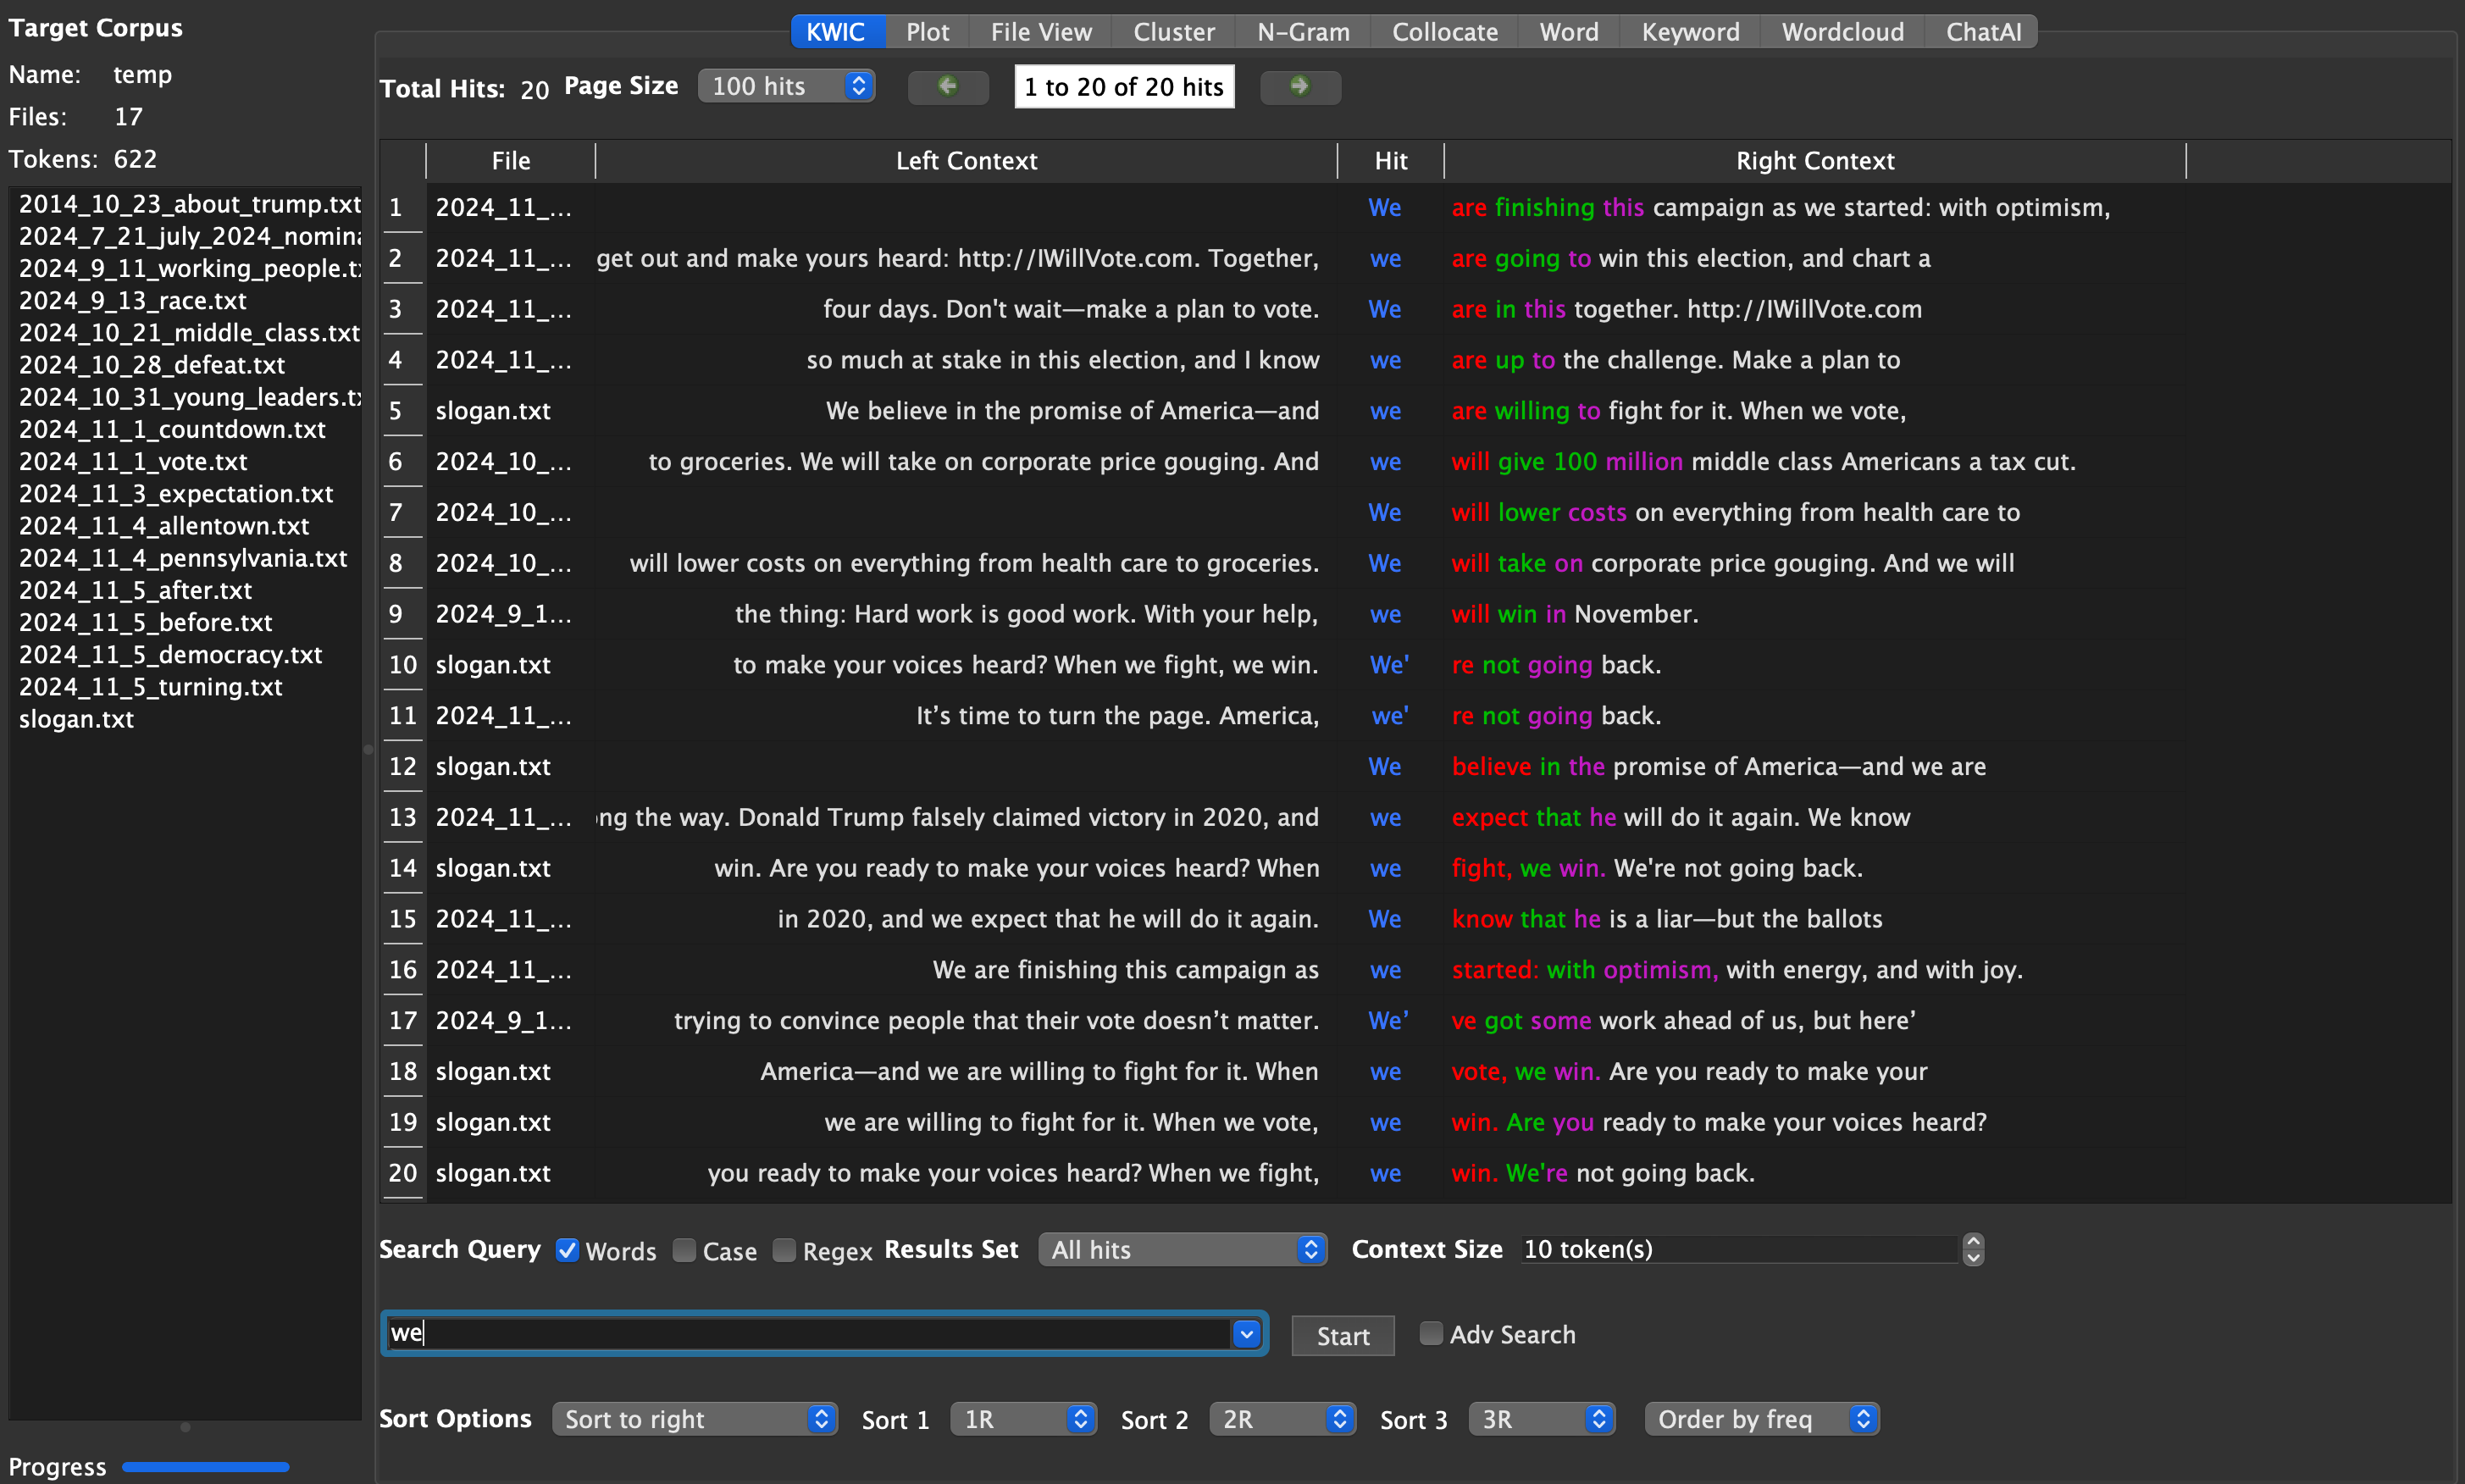 Target Corpus
Name: temp
Files: 17
Tokens: 622
2014_10_23_about_trump.txt
2024_7_21_july_2024_nomina
2024_9_11_working_people.tx
2024_9_13_race.txt
2024_10_21_middle_class.txt
2024_10_28_defeat.txt
2024_10_31_young_leaders.tx
2024_11_1_countdown.txt
2024_11_1_vote.txt
2024_11_3_expectation.txt
2024_11_4_allentown.txt
2024_11_4_pennsylvania.txt
2024_11_5_after.txt
2024_11_5_before.txt
2024_11_5_democracy.txt
2024_11_5_turning.txt
slogan.txt
Progress
KWIC Plot File View Cluster N-Gram Collocate Word Keyword Wordcloud ChatAI
Total Hits: 20 Page Size 100 hits 1 to 20 of 20 hits
File Left Context Hit Right Context
1 2024_11_... We are finishing this campaign as we started: with optimism,
2 2024_11_... get out and make yours heard: http://IWillVote.com. Together, we are going to win this election, and chart a
3 2024_11_... four days. Don't wait—make a plan to vote. We are in this together. http://IWillVote.com
4 2024_11_... so much at stake in this election, and I know we are up to the challenge. Make a plan to
5 slogan.txt We believe in the promise of America—and we are willing to fight for it. When we vote,
6 2024_10_... to groceries. We will take on corporate price gouging. And we will give 100 million middle class Americans a tax cut.
7 2024_10_... We will lower costs on everything from health care to
8 2024_10_... will lower costs on everything from health care to groceries. We will take on corporate price gouging. And we will
9 2024_9_1... the thing: Hard work is good work. With your help, we will win in November.
10 slogan.txt to make your voices heard? When we fight, we win. We' re not going back.
11 2024_11_... It’s time to turn the page. America, we' re not going back.
12 slogan.txt We believe in the promise of America—and we are
13 2024_11_... ong the way. Donald Trump falsely claimed victory in 2020, and we expect that he will do it again. We know
14 slogan.txt win. Are you ready to make your voices heard? When we fight, we win. We're not going back.
15 2024_11_... in 2020, and we expect that he will do it again. We know that he is a liar—but the ballots
16 2024_11_... We are finishing this campaign as we started: with optimism, with energy, and with joy.
17 2024_9_1... trying to convince people that their vote doesn’t matter. We’ ve got some work ahead of us, but here’
18 slogan.txt America—and we are willing to fight for it. When we vote, we win. Are you ready to make your
19 slogan.txt we are willing to fight for it. When we vote, we win. Are you ready to make your voices heard?
20 slogan.txt you ready to make your voices heard? When we fight, we win. We're not going back.
Search Query Words Case Regex Results Set All hits Context Size 10 token(s)
we Start Adv Search
Sort Options Sort to right Sort 1 1R Sort 2 2R Sort 3 3R Order by freq